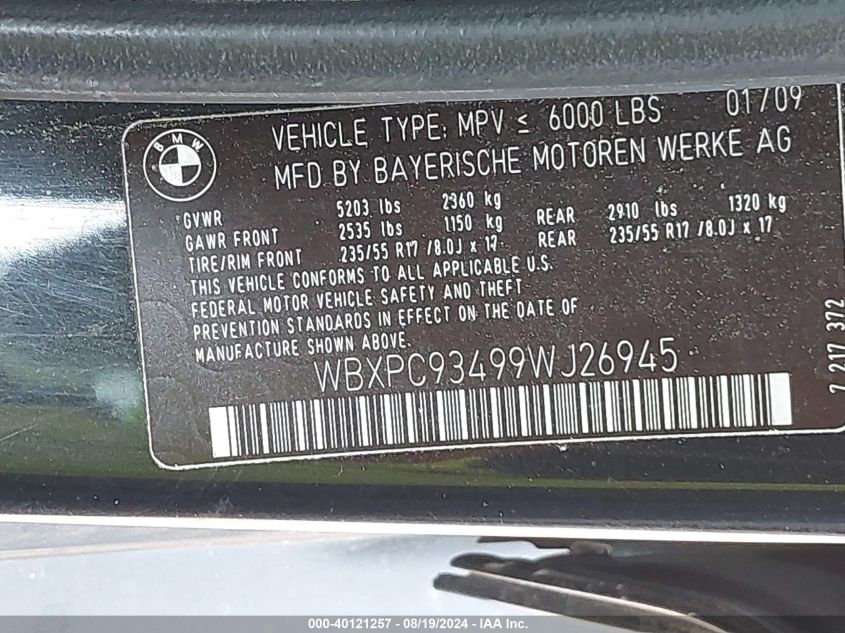 BMW
VEHICLE TYPE: MPV ≤ 6000 LBS 01/09
MFD BY BAYERISCHE MOTOREN WERKE AG
GVWR 5203 lbs 2360 kg
GAWR FRONT 2535 lbs 1150 kg REAR 2910 lbs 1320 kg
TIRE/RIM FRONT 235/55 R17 /8.0J x 17 REAR 235/55 R17 /8.0J x 17
THIS VEHICLE CONFORMS TO ALL APPLICABLE U.S.
FEDERAL MOTOR VEHICLE SAFETY AND THEFT
PREVENTION STANDARDS IN EFFECT ON THE DATE OF
MANUFACTURE SHOWN ABOVE.
WBXPC93499WJ26945
7 217 372
000-40121257 - 08/19/2024 - IAA, Inc.